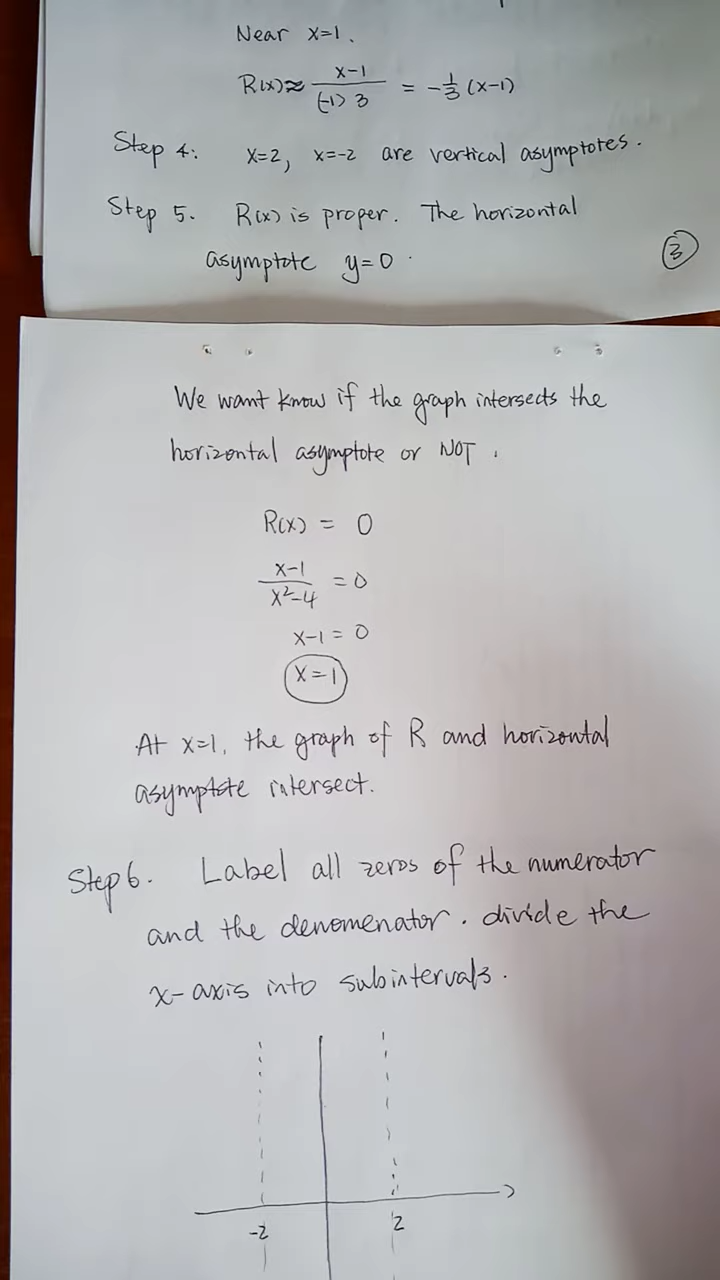 Near x=1.
R(x)≈ x-1 / (-1) 3 = -1/3 (x-1)
Step 4: x=2, x=-2 are vertical asymptotes.
Step 5. R(x) is proper. The horizontal
asymptote y=0.
3
We want know if the graph intersects the
horizontal asymptote or NOT.
R(x) = 0
x-1 / x²-4 = 0
x-1 = 0
x=1
At x=1, the graph of R and horizontal
asymptote intersect.
Step 6. Label all zeros of the numerator
and the denomenator. divide the
x-axis into subintervals.
-2 2